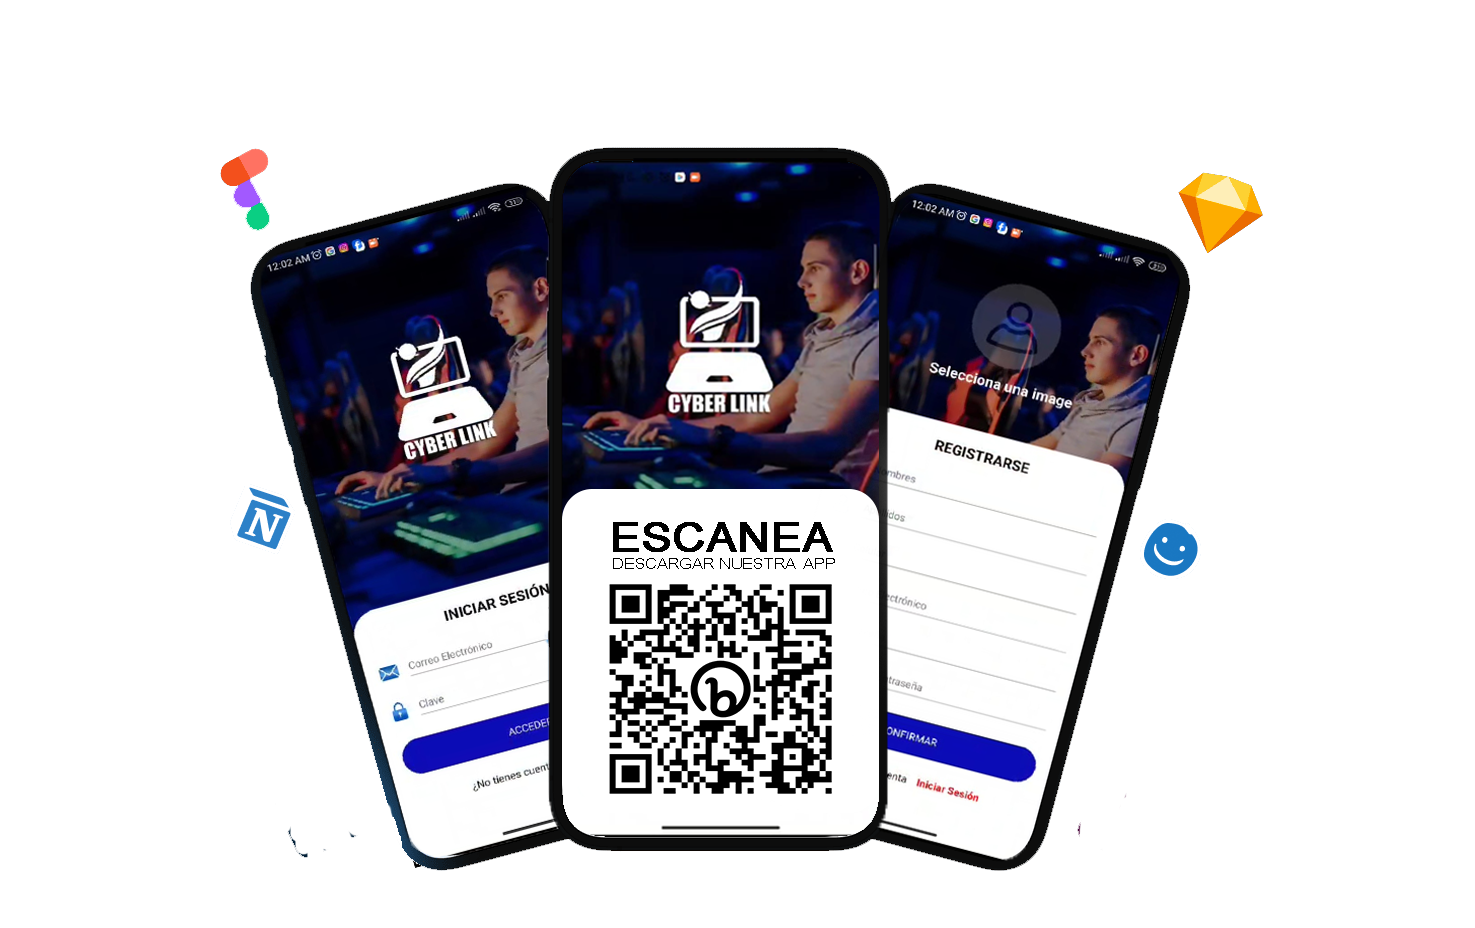 12:02 AM
CYBER LINK
INICIAR SESIÓN
Correo Electrónico
Clave
ACCEDER
¿No tienes cuent
N
CYBER LINK
ESCANEA
DESCARGAR NUESTRA APP
b
12:02 AM
Selecciona una image
REGISTRARSE
mbres
idos
ectrónico
traseña
ONFIRMAR
enta Iniciar Sesión